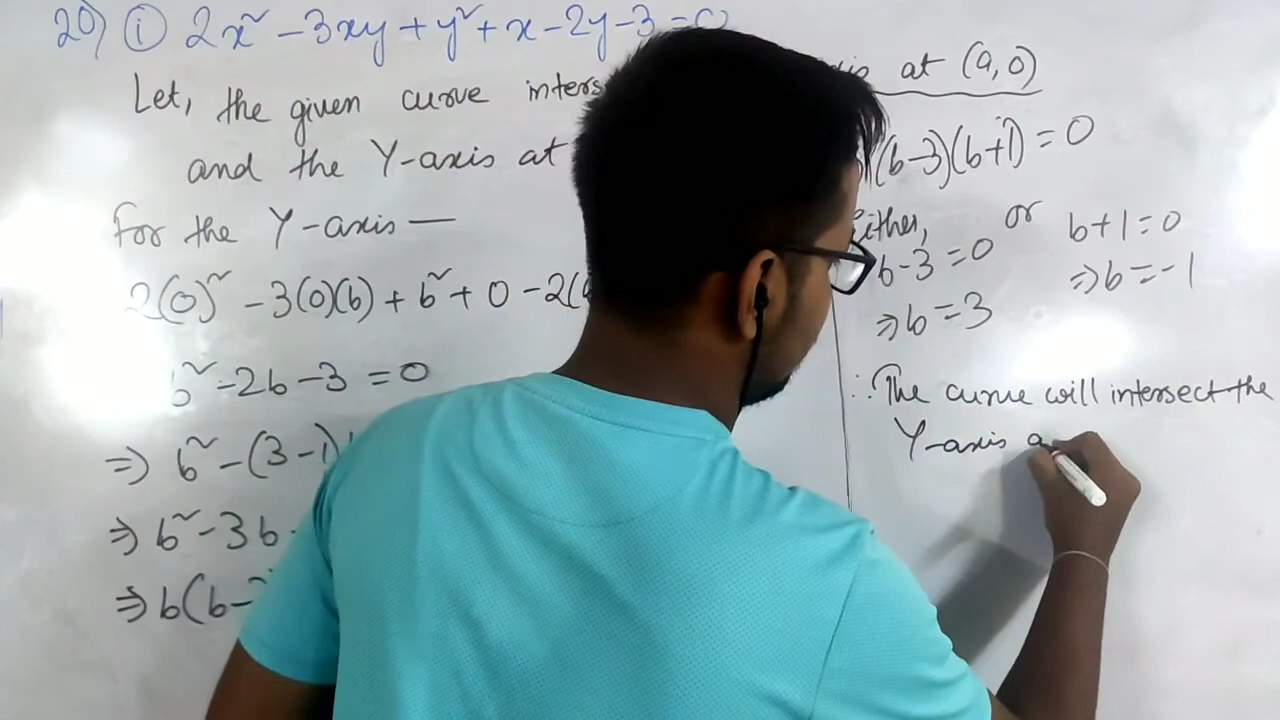 20) i 2x² - 3xy + y² + x - 2y - 3 = 0
Let, the given curve inters
and the Y-axis at
For the Y-axis —
2(0)² - 3(0)(b) + b² + 0 - 2(
b² - 2b - 3 = 0
⇒ b² - (3-1)
⇒ b² - 3b
⇒ b(b-
at (a,0)
(b-3)(b+1) = 0
Either, or b+1=0
b-3=0 ⇒b=-1
⇒b=3
∴ The curve will intersect the
Y-axis a